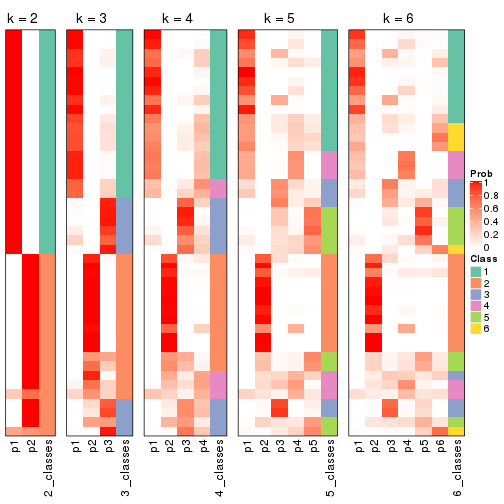 k = 2
k = 3
k = 4
k = 5
k = 6
Prob
1
0.8
0.6
0.4
0.2
0
Class
1
2
3
4
5
6
p1
p2
2_classes
p1
p2
p3
3_classes
p1
p2
p3
p4
4_classes
p1
p2
p3
p4
p5
5_classes
p1
p2
p3
p4
p5
p6
6_classes